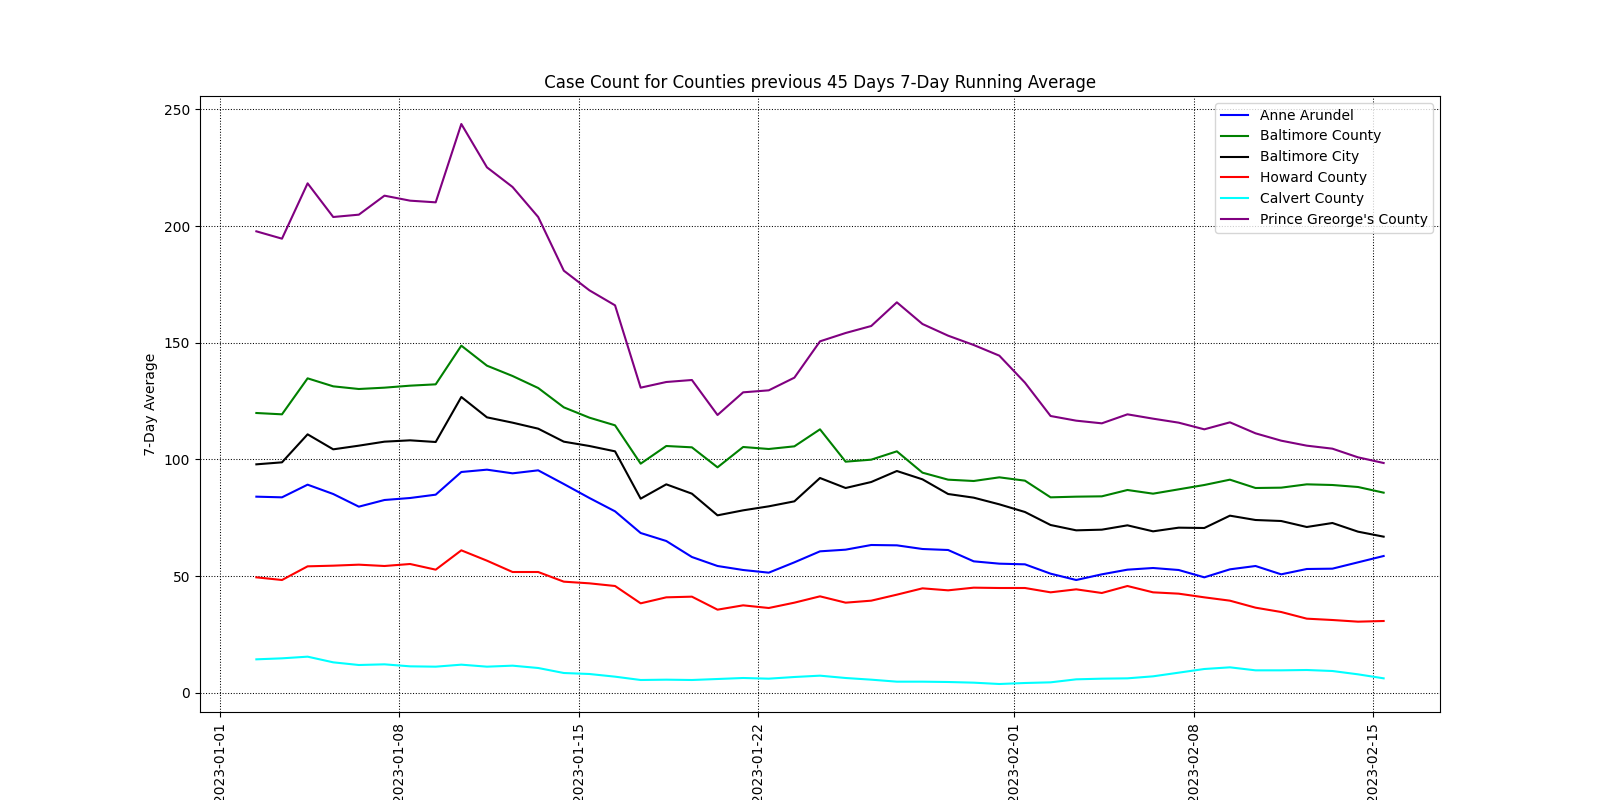 Case Count for Counties previous 45 Days 7-Day Running Average
250
200
150
100
50
0
7-Day Average
Anne Arundel
Baltimore County
Baltimore City
Howard County
Calvert County
Prince Greorge's County
2023-01-01
2023-01-08
2023-01-15
2023-01-22
2023-02-01
2023-02-08
2023-02-15